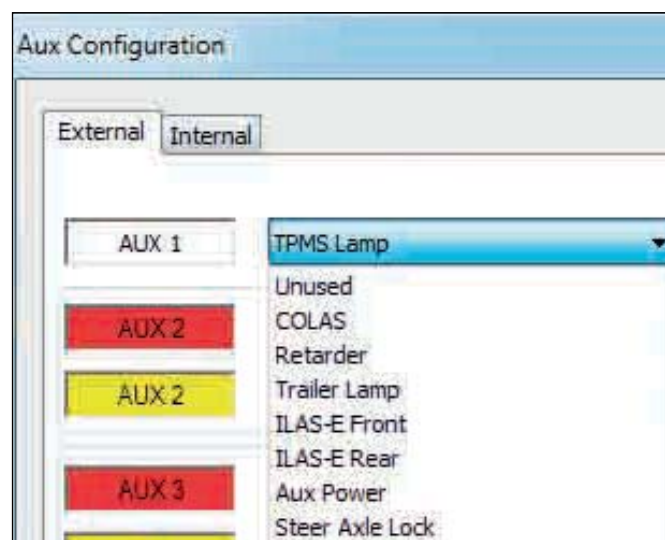 Aux Configuration
External Internal
AUX 1 TPMS Lamp
Unused
COLAS
AUX 2
Retarder
Trailer Lamp
AUX 2
ILAS-E Front
ILAS-E Rear
AUX 3
Aux Power
Steer Axle Lock